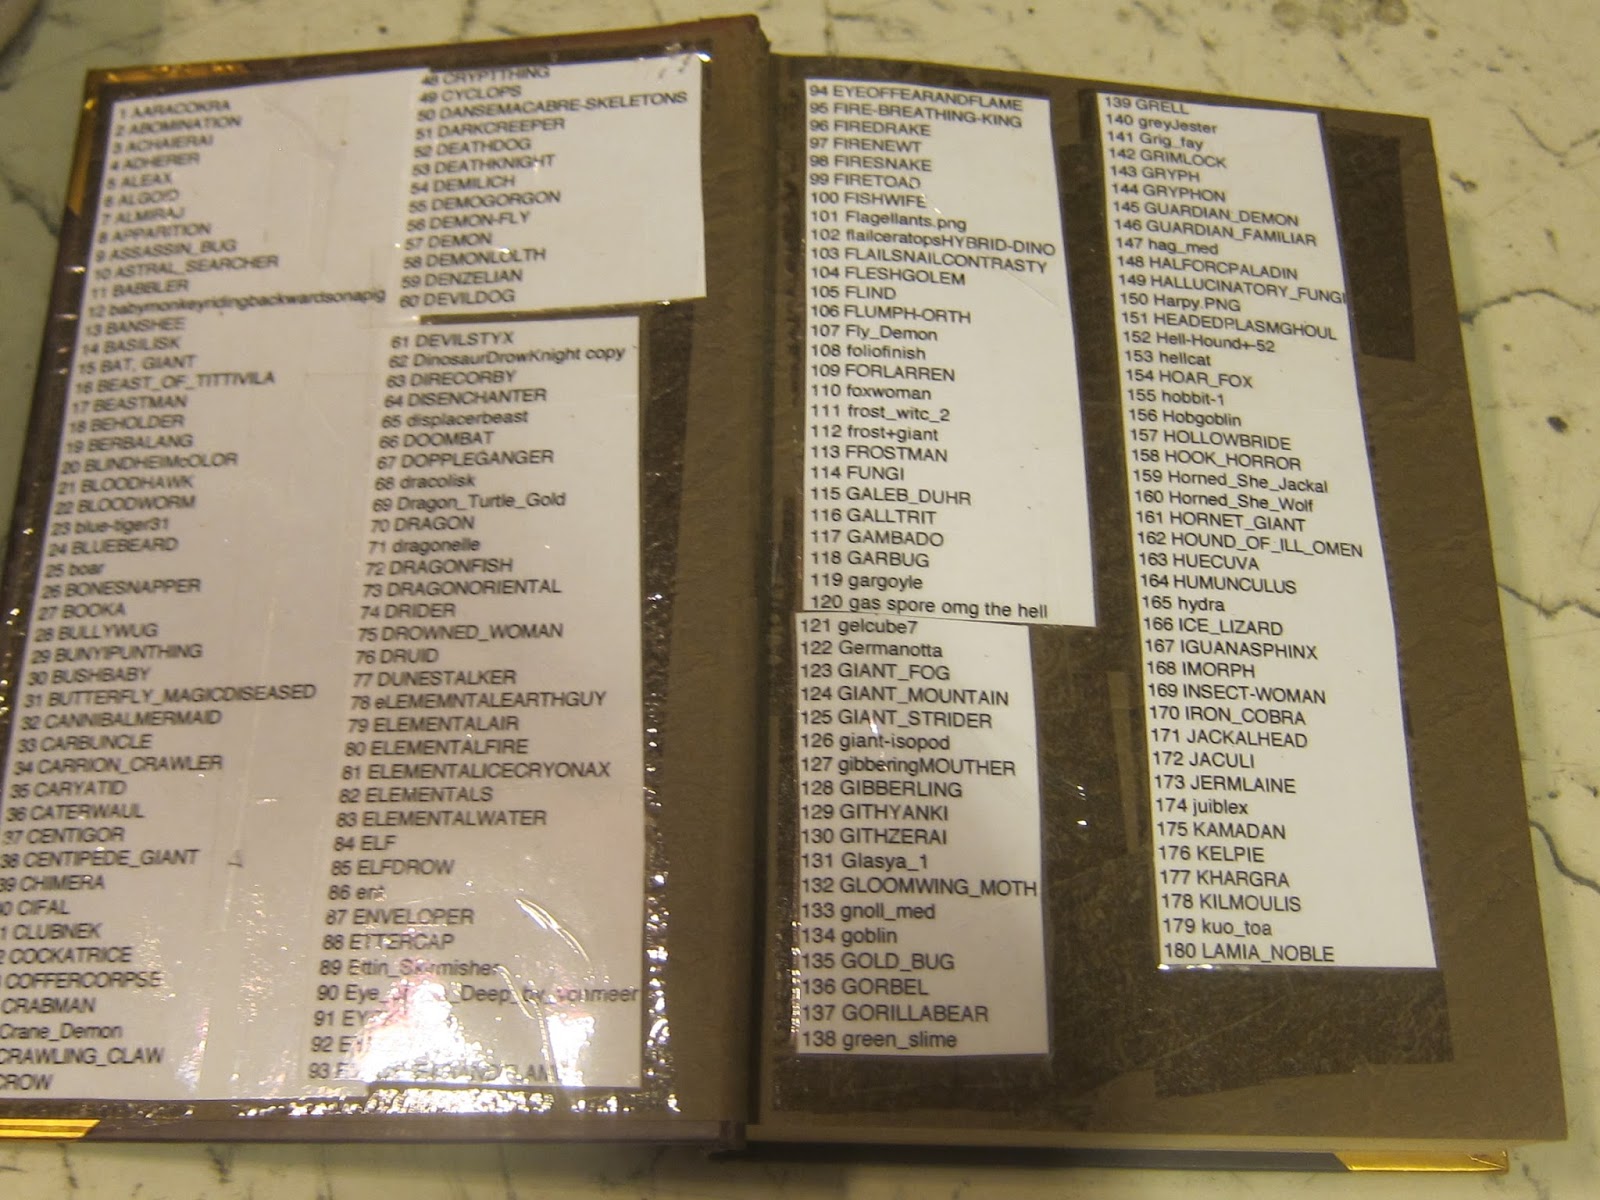 1 AARACOKRA
2 ABOMINATION
3 ACHAIERAI
4 ADHERER
5 ALEAX
6 ALGOID
7 ALMIRAJ
8 APPARITION
9 ASSASSIN_BUG
10 ASTRAL_SEARCHER
11 BABBLER
12 babymonkeyridingbackwardsonapig
13 BANSHEE
14 BASILISK
15 BAT, GIANT
16 BEAST_OF_TITTIVILA
17 BEASTMAN
18 BEHOLDER
19 BERBALANG
20 BLINDHEIMcOLOR
21 BLOODHAWK
22 BLOODWORM
23 blue-tiger31
24 BLUEBEARD
25 boar
26 BONESNAPPER
27 BOOKA
28 BULLYWUG
29 BUNYIPUNTHING
30 BUSHBABY
31 BUTTERFLY_MAGICDISEASED
32 CANNIBALMERMAID
33 CARBUNCLE
34 CARRION_CRAWLER
35 CARYATID
36 CATERWAUL
37 CENTIGOR
38 CENTIPEDE_GIANT
39 CHIMERA
0 CIFAL
1 CLUBNEK
2 COCKATRICE
COFFERCORPSE
CRABMAN
Crane_Demon
CRAWLING_CLAW
CROW
48 CRYPTTHING
49 CYCLOPS
50 DANSEMACABRE-SKELETONS
51 DARKCREEPER
52 DEATHDOG
53 DEATHKNIGHT
54 DEMILICH
55 DEMOGORGON
56 DEMON-FLY
57 DEMON
58 DEMONLOLTH
59 DENZELIAN
60 DEVILDOG
61 DEVILSTYX
62 DinosaurDrowKnight copy
63 DIRECORBY
64 DISENCHANTER
65 displacerbeast
66 DOOMBAT
67 DOPPLEGANGER
68 dracolisk
69 Dragon_Turtle_Gold
70 DRAGON
71 dragonelle
72 DRAGONFISH
73 DRAGONORIENTAL
74 DRIDER
75 DROWNED_WOMAN
76 DRUID
77 DUNESTALKER
78 eLEMEMNTALEARTHGUY
79 ELEMENTALAIR
80 ELEMENTALFIRE
81 ELEMENTALICECRYONAX
82 ELEMENTALS
83 ELEMENTALWATER
84 ELF
85 ELFDROW
86 ent
87 ENVELOPER
88 ETTERCAP
89 Ettin_Skirmisher
90
91
92
93
94 EYEOFFEARANDFLAME
95 FIRE-BREATHING-KING
96 FIREDRAKE
97 FIRENEWT
98 FIRESNAKE
99 FIRETOAD
100 FISHWIFE
101 Flagellants.png
102 flailceratopsHYBRID-DINO
103 FLAILSNAILCONTRASTY
104 FLESHGOLEM
105 FLIND
106 FLUMPH-ORTH
107 Fly_Demon
108 foliofinish
109 FORLARREN
110 foxwoman
111 frost_witc_2
112 frost+giant
113 FROSTMAN
114 FUNGI
115 GALEB_DUHR
116 GALLTRIT
117 GAMBADO
118 GARBUG
119 gargoyle
120 gas spore omg the hell
121 gelcube7
122 Germanotta
123 GIANT_FOG
124 GIANT_MOUNTAIN
125 GIANT_STRIDER
126 giant-isopod
127 gibberingMOUTHER
128 GIBBERLING
129 GITHYANKI
130 GITHZERAI
131 Glasya_1
132 GLOOMWING_MOTH
133 gnoll_med
134 goblin
135 GOLD_BUG
136 GORBEL
137 GORILLABEAR
138 green_slime
139 GRELL
140 greyJester
141 Grig_fay
142 GRIMLOCK
143 GRYPH
144 GRYPHON
145 GUARDIAN_DEMON
146 GUARDIAN_FAMILIAR
147 hag_med
148 HALFORCPALADIN
149 HALLUCINATORY_FUNGI
150 Harpy.PNG
151 HEADEDPLASMGHOUL
152 Hell-Hound+-52
153 hellcat
154 HOAR_FOX
155 hobbit-1
156 Hobgoblin
157 HOLLOWBRIDE
158 HOOK_HORROR
159 Horned_She_Jackal
160 Horned_She_Wolf
161 HORNET_GIANT
162 HOUND_OF_ILL_OMEN
163 HUECUVA
164 HUMUNCULUS
165 hydra
166 ICE_LIZARD
167 IGUANASPHINX
168 IMORPH
169 INSECT-WOMAN
170 IRON_COBRA
171 JACKALHEAD
172 JACULI
173 JERMLAINE
174 juiblex
175 KAMADAN
176 KELPIE
177 KHARGRA
178 KILMOULIS
179 kuo_toa
180 LAMIA_NOBLE